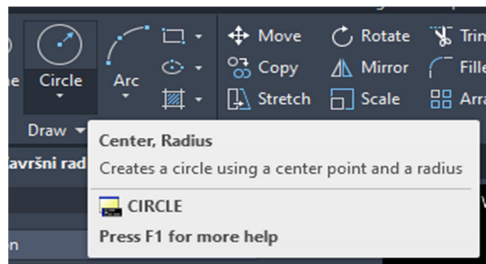 Move Rotate
Circle Arc Copy Mirror
Stretch Scale
Draw
Center, Radius
Creates a circle using a center point and a radius
CIRCLE
Press F1 for more help